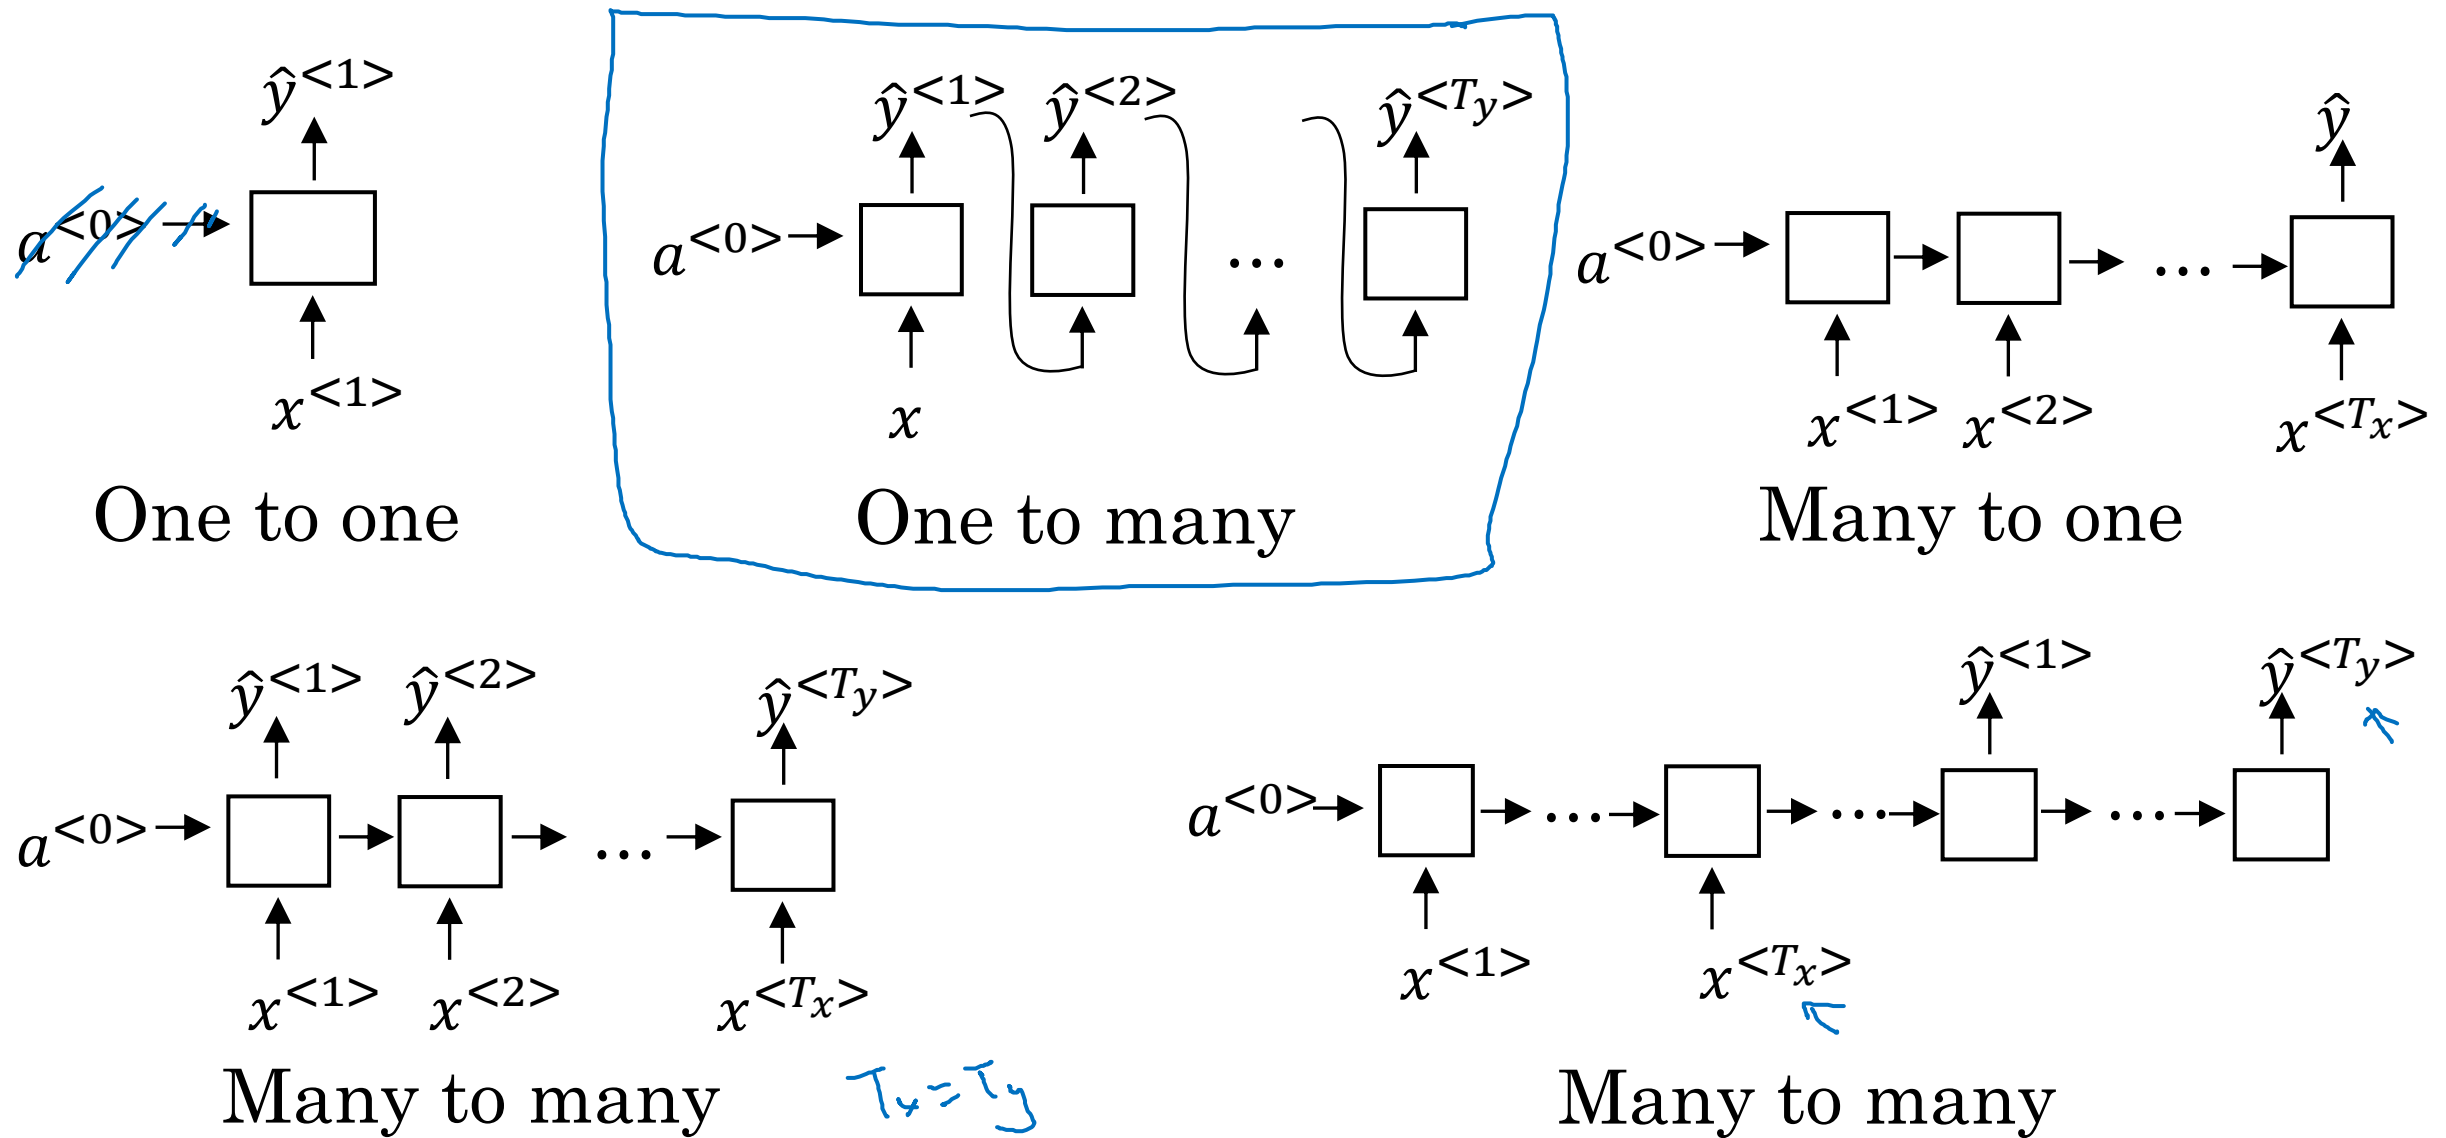 ŷ<1>
a<0>
x<1>
One to one
ŷ<1> ŷ<2> ŷ<Ty>
a<0> ...
x
One to many
ŷ
a<0> ...
x<1> x<2> x<Tx>
Many to one
ŷ<1> ŷ<2> ŷ<Ty>
a<0> ...
x<1> x<2> x<Tx>
Many to many Tx=Ty
ŷ<1> ŷ<Ty>
a<0> ... ... ...
x<1> x<Tx>
Many to many